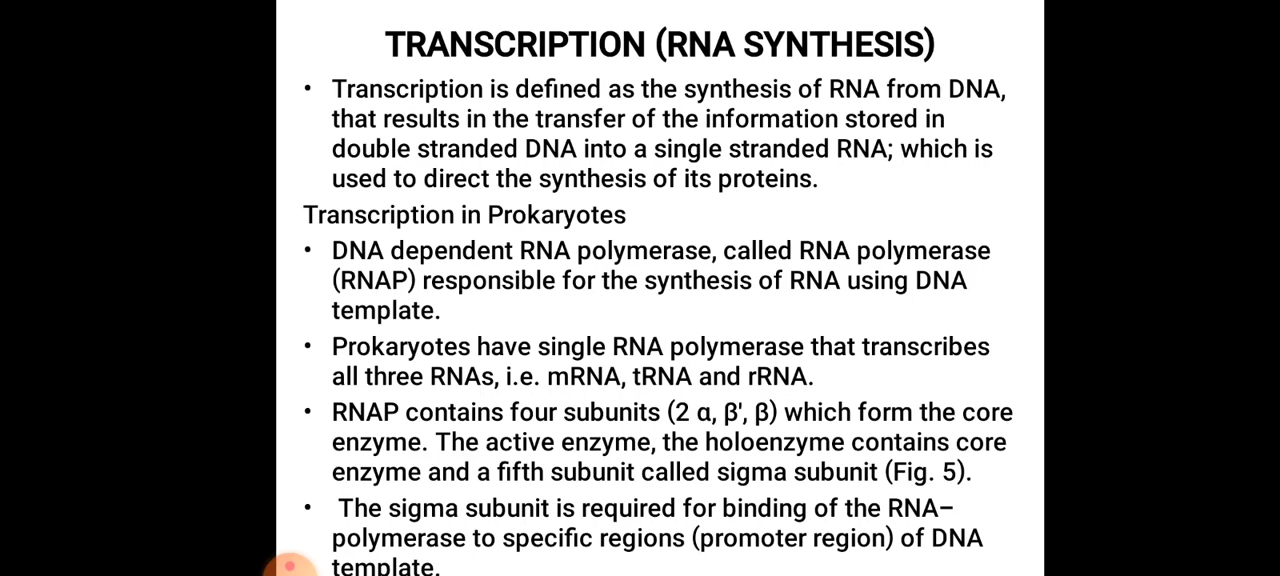 TRANSCRIPTION (RNA SYNTHESIS)
• Transcription is defined as the synthesis of RNA from DNA,
that results in the transfer of the information stored in
double stranded DNA into a single stranded RNA; which is
used to direct the synthesis of its proteins.
Transcription in Prokaryotes
• DNA dependent RNA polymerase, called RNA polymerase
(RNAP) responsible for the synthesis of RNA using DNA
template.
• Prokaryotes have single RNA polymerase that transcribes
all three RNAs, i.e. mRNA, tRNA and rRNA.
• RNAP contains four subunits (2 α, β', β) which form the core
enzyme. The active enzyme, the holoenzyme contains core
enzyme and a fifth subunit called sigma subunit (Fig. 5).
• The sigma subunit is required for binding of the RNA–
polymerase to specific regions (promoter region) of DNA
template.